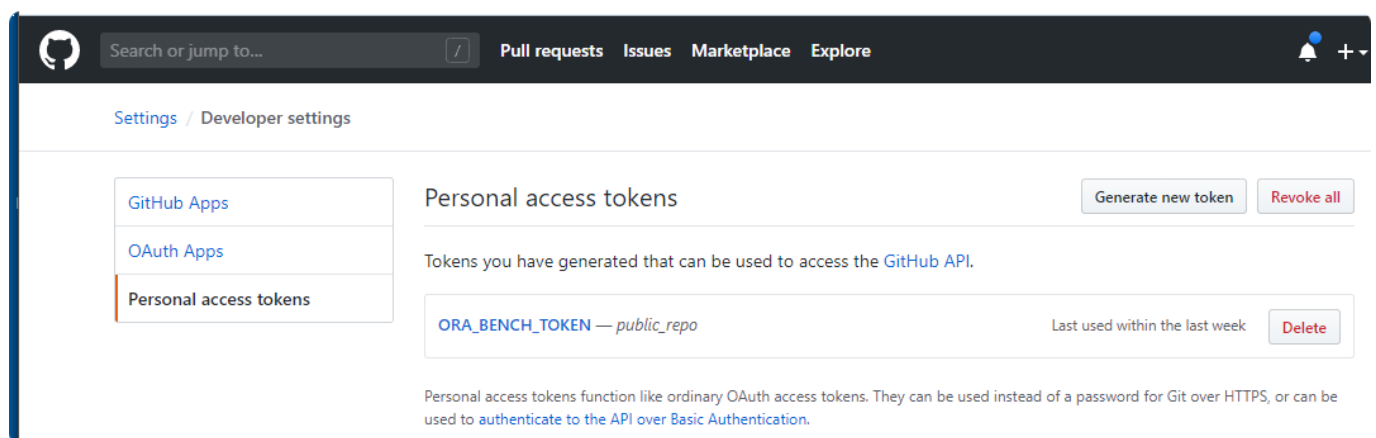 Search or jump to... /
Pull requests Issues Marketplace Explore
Settings / Developer settings
GitHub Apps
OAuth Apps
Personal access tokens
Personal access tokens
Generate new token
Revoke all
Tokens you have generated that can be used to access the GitHub API.
ORA_BENCH_TOKEN — public_repo
Last used within the last week
Delete
Personal access tokens function like ordinary OAuth access tokens. They can be used instead of a password for Git over HTTPS, or can be
used to authenticate to the API over Basic Authentication.